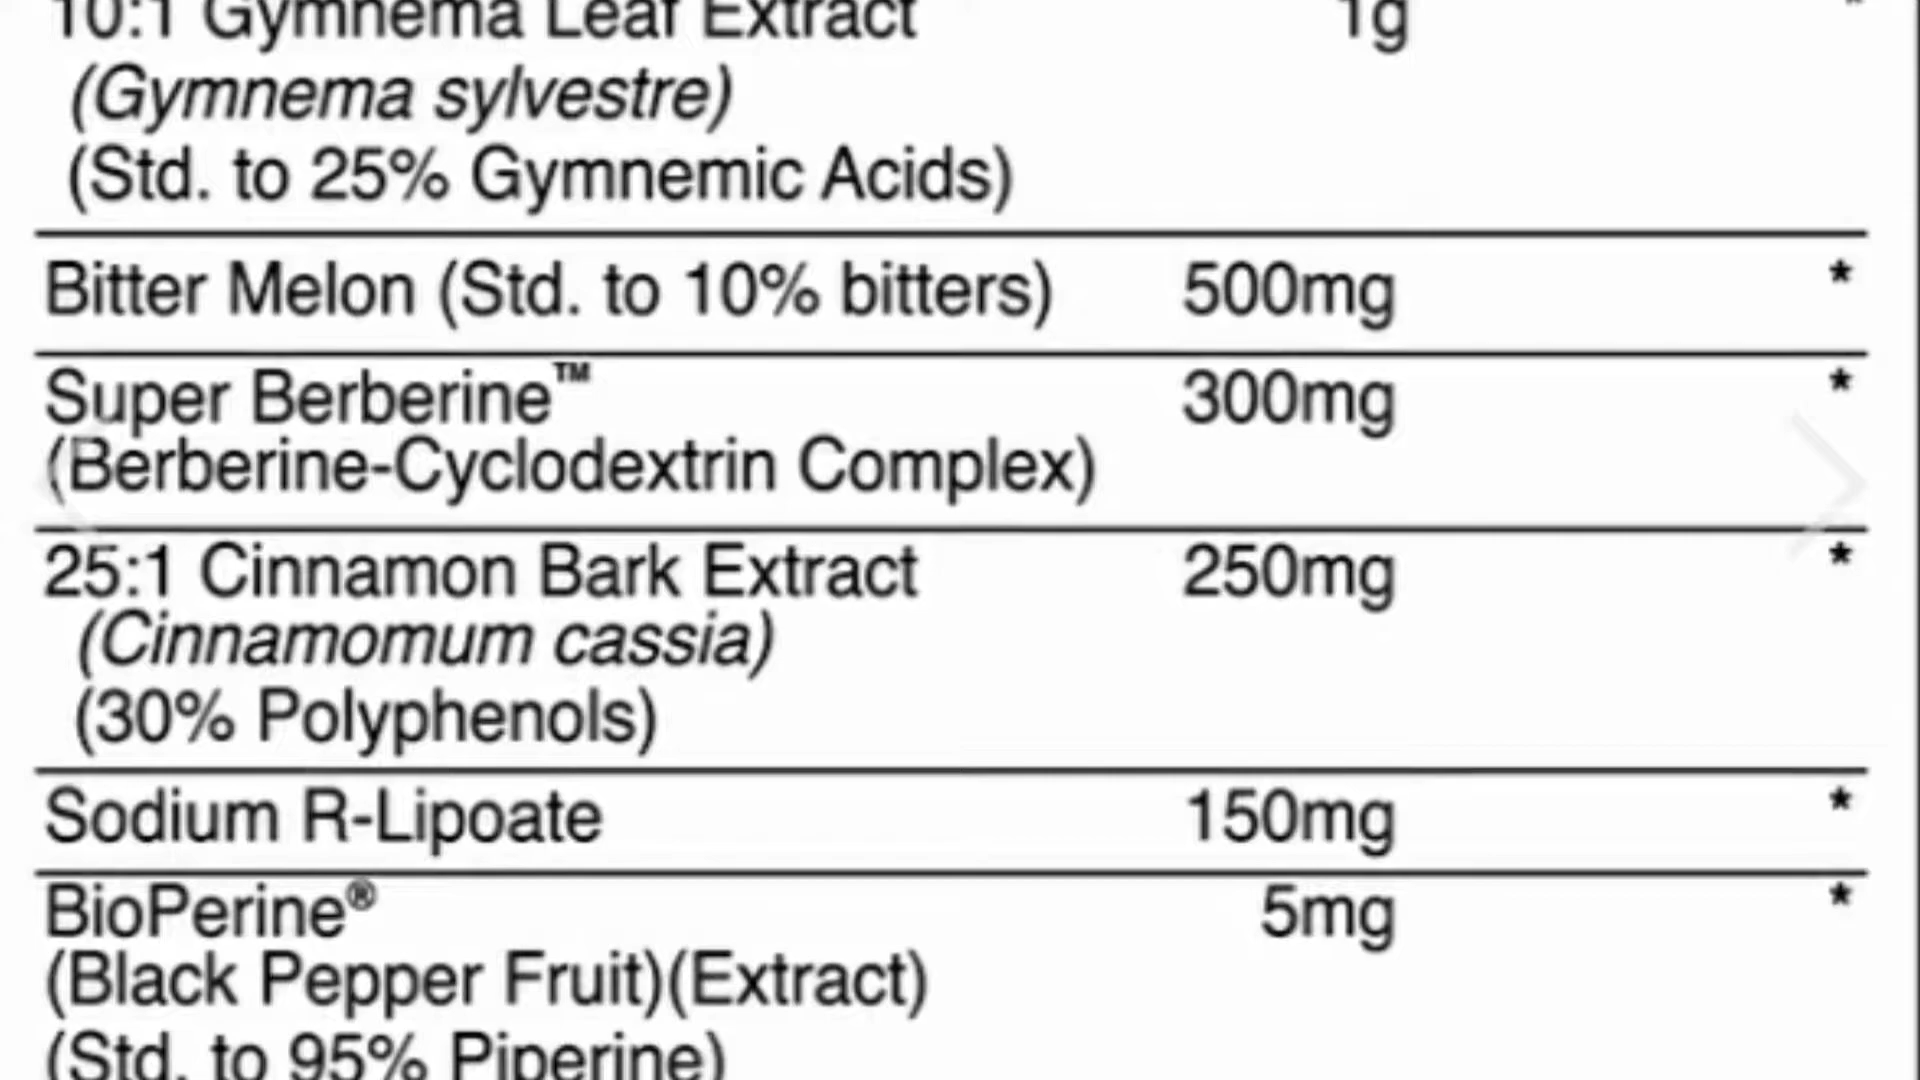 10:1 Gymnema Leaf Extract 1g *
(Gymnema sylvestre)
(Std. to 25% Gymnemic Acids)
Bitter Melon (Std. to 10% bitters) 500mg *
Super Berberine™ 300mg *
(Berberine-Cyclodextrin Complex)
25:1 Cinnamon Bark Extract 250mg *
(Cinnamomum cassia)
(30% Polyphenols)
Sodium R-Lipoate 150mg *
BioPerine® 5mg *
(Black Pepper Fruit)(Extract)
(Std. to 95% Piperine)